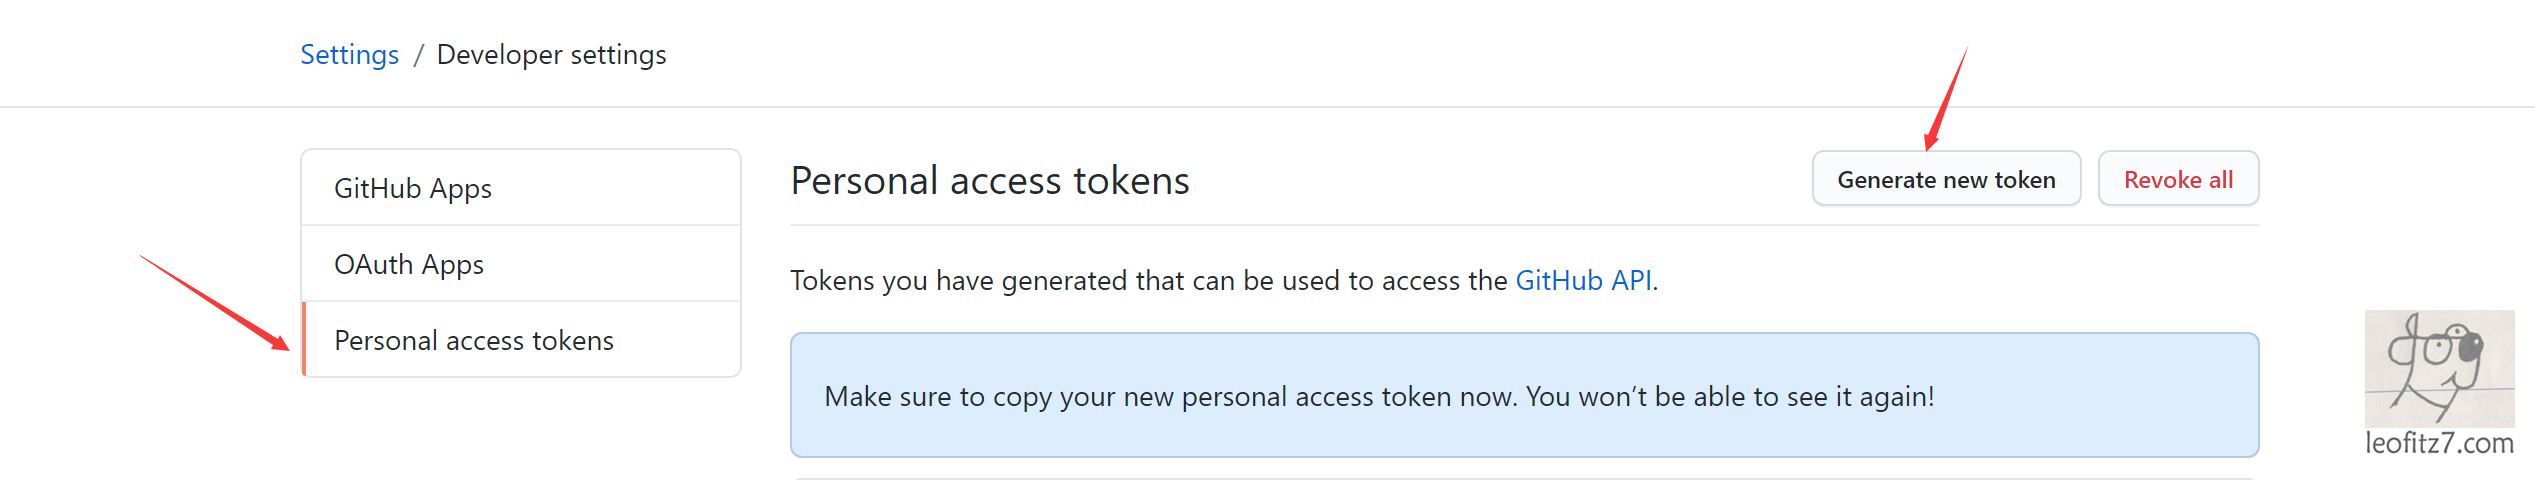 Settings / Developer settings
GitHub Apps
OAuth Apps
Personal access tokens
Personal access tokens
Generate new token
Revoke all
Tokens you have generated that can be used to access the GitHub API.
Make sure to copy your new personal access token now. You won’t be able to see it again!
dog
leofitz7.com